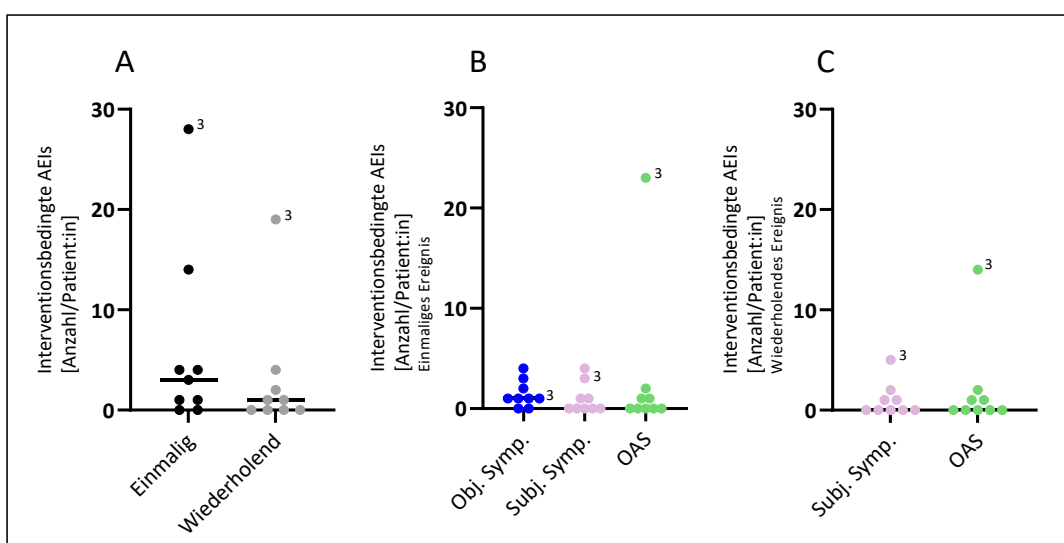 A
Interventionsbedingte AEIs
[Anzahl/Patient:in]
30
20
10
0
3
3
Einmalig
Wiederholend
B
Interventionsbedingte AEIs
[Anzahl/Patient:in]
Einmaliges Ereignis
30
20
10
0
3
3
3
Obj. Symp.
Subj. Symp.
OAS
C
Interventionsbedingte AEIs
[Anzahl/Patient:in]
Wiederholendes Ereignis
30
20
10
0
3
3
Subj. Symp.
OAS